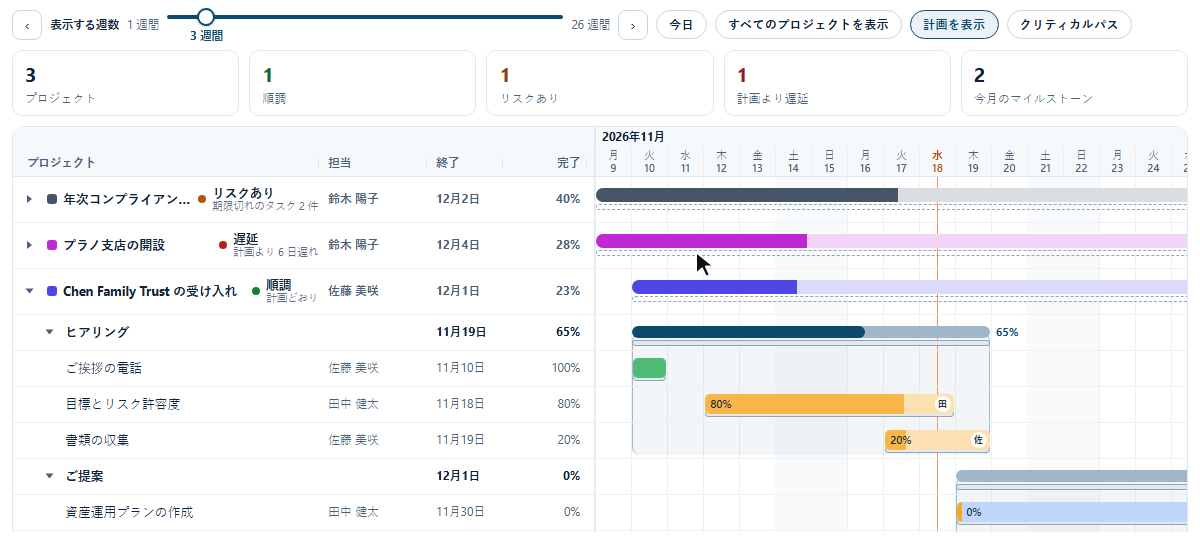 ‹ 表示する週数 1 週間 3 週間 26 週間 › 今日 すべてのプロジェクトを表示 計画を表示 クリティカルパス
3
プロジェクト
1
順調
1
リスクあり
1
計画より遅延
2
今月のマイルストーン
2026年11月
プロジェクト 担当 終了 完了
月 火 水 木 金 土 日 月 火 水 木 金 土 日 月 火
9 10 11 12 13 14 15 16 17 18 19 20 21 22 23 24
年次コンプライアン... リスクあり 鈴木 陽子 12月2日 40%
期限切れのタスク 2 件
プラノ支店の開設 遅延 鈴木 陽子 12月4日 28%
計画より 6 日遅れ
Chen Family Trust の受け入れ 順調 佐藤 美咲 12月1日 23%
計画どおり
ヒアリング 11月19日 65% 65%
ご挨拶の電話 佐藤 美咲 11月10日 100%
目標とリスク許容度 田中 健太 11月18日 80% 80% 田
書類の収集 佐藤 美咲 11月19日 20% 20% 佐
ご提案 12月1日 0%
資産運用プランの作成 田中 健太 11月30日 0% 0%